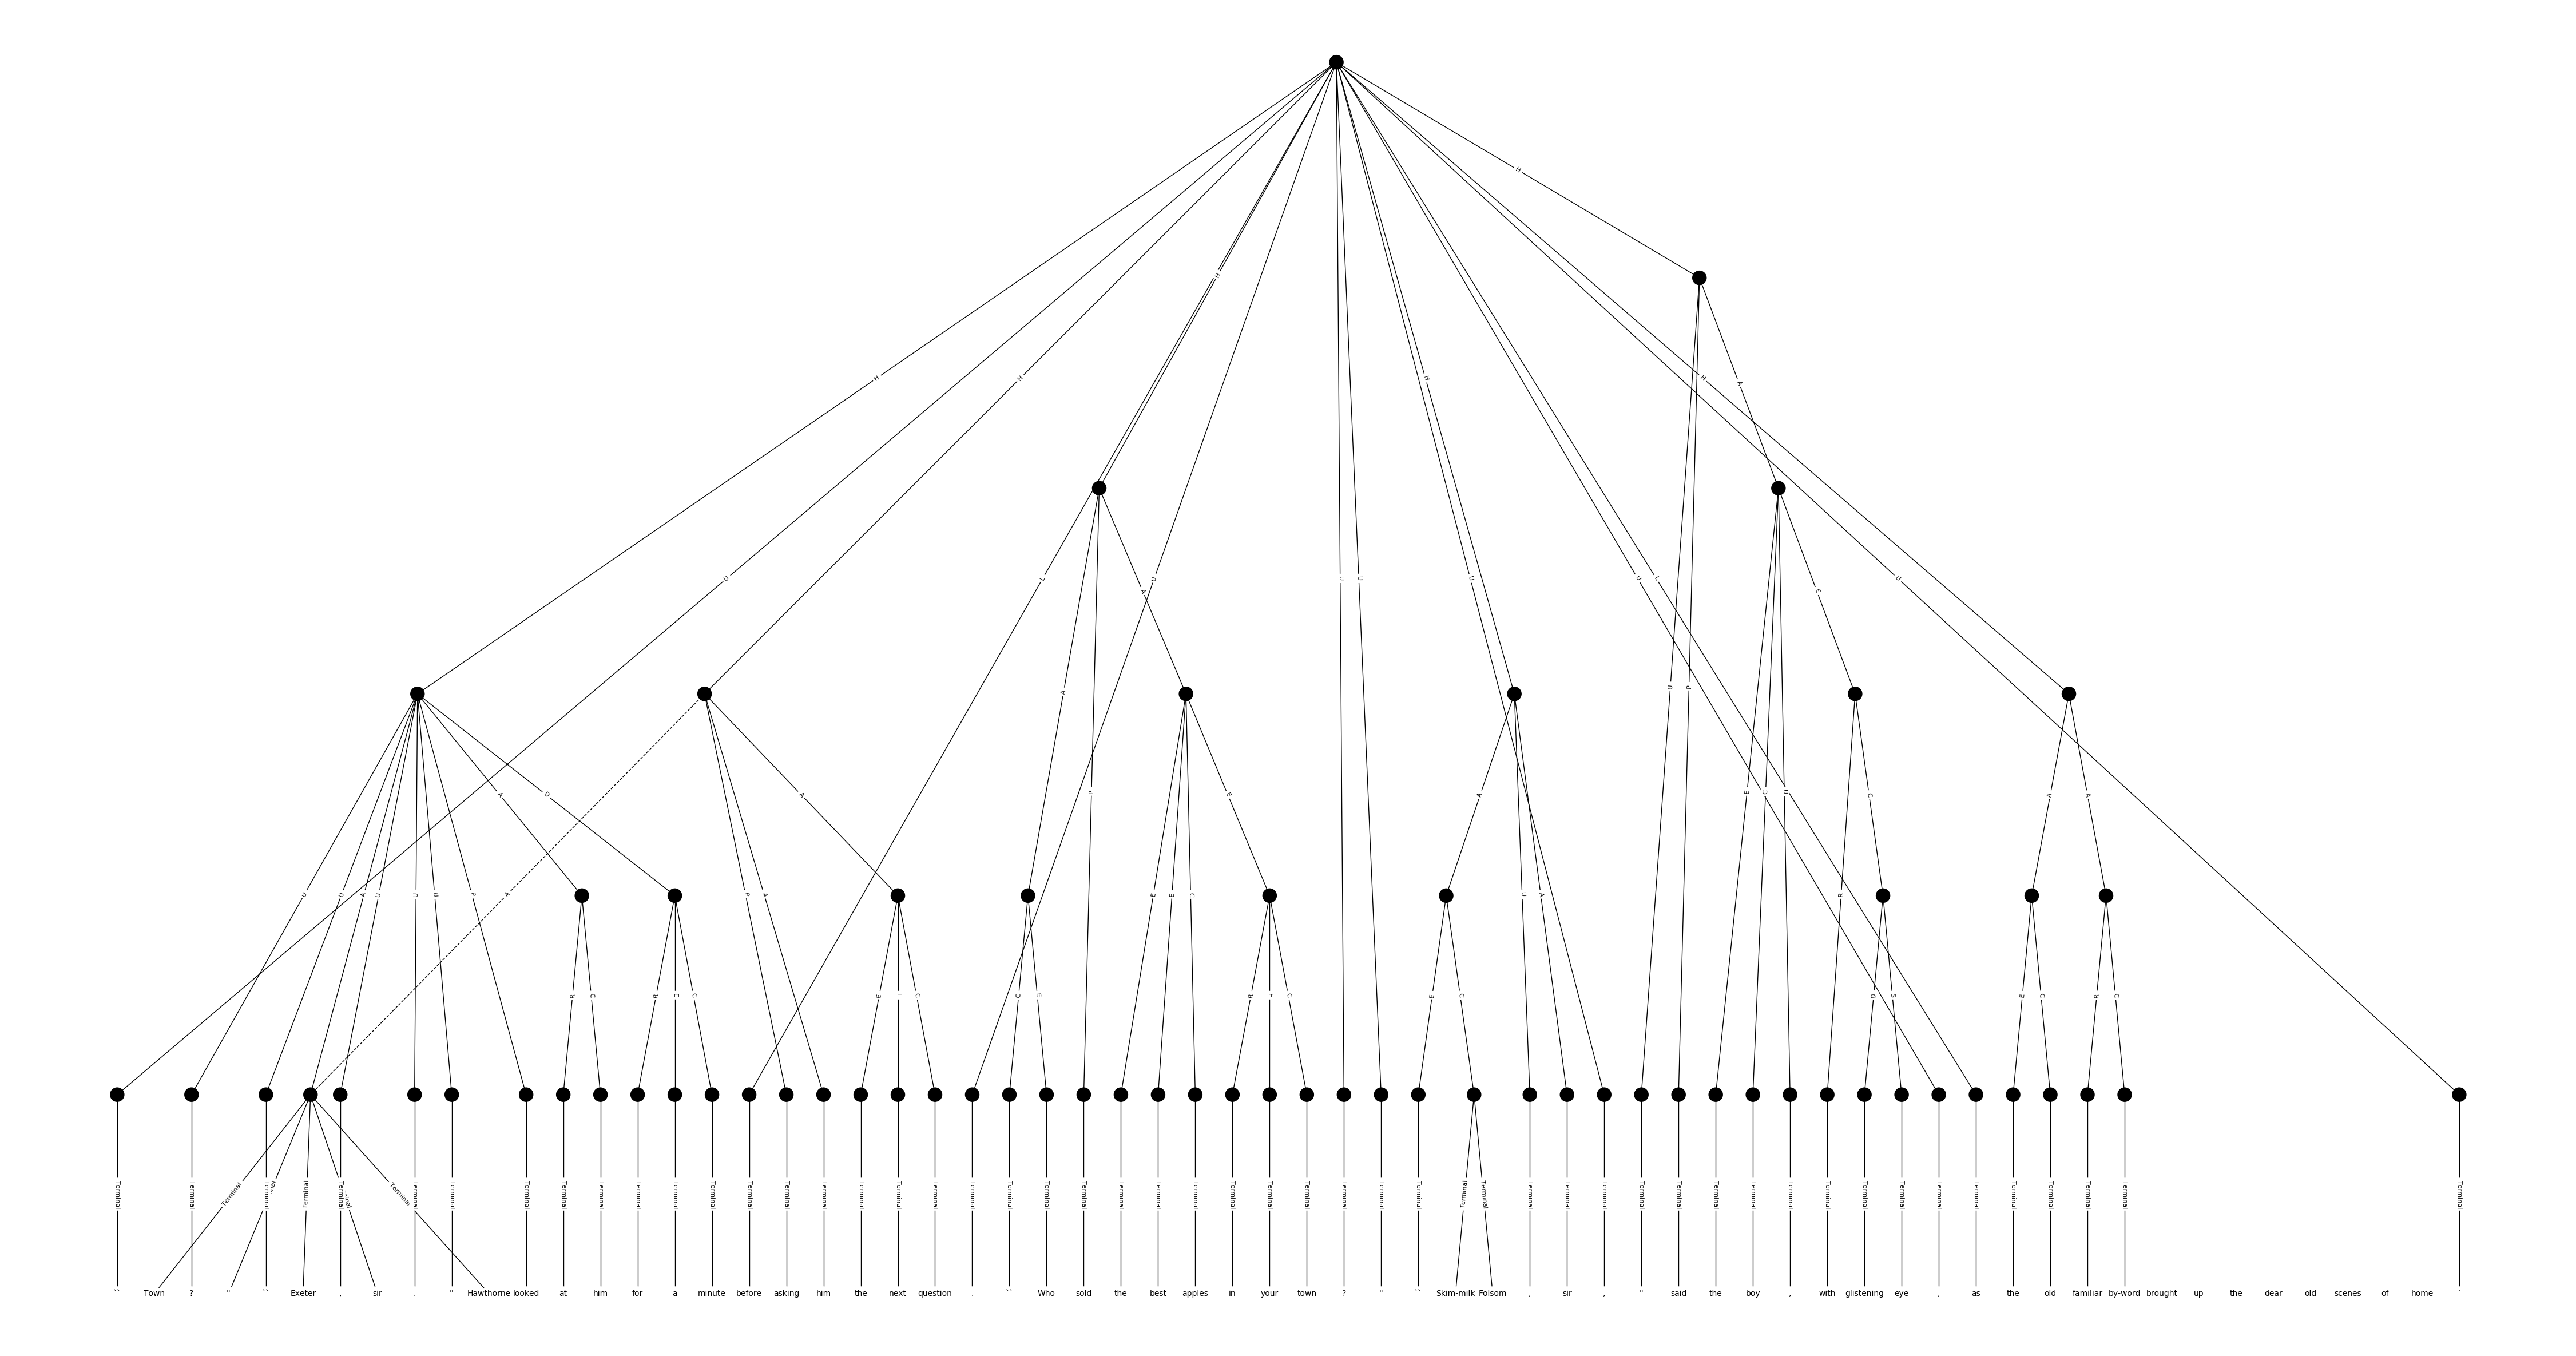 H
H
H
H
H
H
A
U
L
A
U
U
U
U
U
L
U
E
U
P
A
P
A
D
A
E
A
E
C
U
C
A
A
U
U
A
U
U
U
P
A
P
A
E
E
C
U
A
R
R
C
R
E
C
E
E
C
C
E
R
E
C
E
C
D
S
E
C
R
C
Terminal Terminal Terminal Terminal Terminal Terminal Terminal Terminal Terminal Terminal Terminal Terminal Terminal Terminal Terminal Terminal Terminal Terminal Terminal Terminal Terminal Terminal Terminal Terminal Terminal Terminal Terminal Terminal Terminal Terminal Terminal Terminal Terminal Terminal Terminal Terminal Terminal Terminal Terminal Terminal Terminal Terminal Terminal Terminal Terminal Terminal Terminal Terminal Terminal Terminal Terminal Terminal
`` Town ? " `` Exeter , sir . " Hawthorne looked at him for a minute before asking him the next question . `` Who sold the best apples in your town ? " `` Skim-milk Folsom , sir , " said the boy , with glistening eye , as the old familiar by-word brought up the dear old scenes of home .